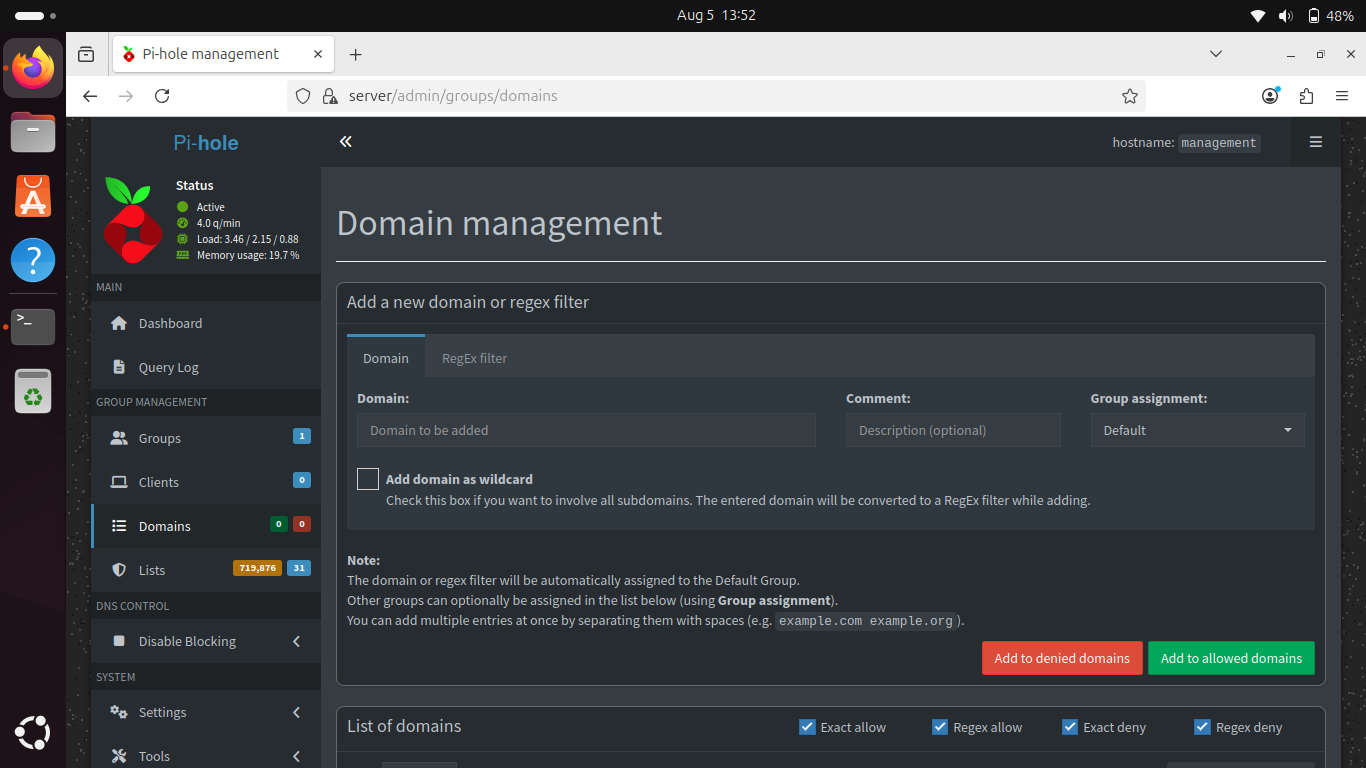 Aug 5 13:52
48%
Pi-hole management
server/admin/groups/domains
Pi-hole
hostname: management
Status
Active
4.0 q/min
Load: 3.46 / 2.15 / 0.88
Memory usage: 19.7 %
MAIN
Dashboard
Query Log
GROUP MANAGEMENT
Groups 1
Clients 0
Domains 0 0
Lists 719,876 31
DNS CONTROL
Disable Blocking
SYSTEM
Settings
Tools
Domain management
Add a new domain or regex filter
Domain RegEx filter
Domain: Comment: Group assignment:
Domain to be added Description (optional) Default
Add domain as wildcard
Check this box if you want to involve all subdomains. The entered domain will be converted to a RegEx filter while adding.
Note:
The domain or regex filter will be automatically assigned to the Default Group.
Other groups can optionally be assigned in the list below (using Group assignment).
You can add multiple entries at once by separating them with spaces (e.g. example.com example.org).
Add to denied domains Add to allowed domains
List of domains Exact allow Regex allow Exact deny Regex deny